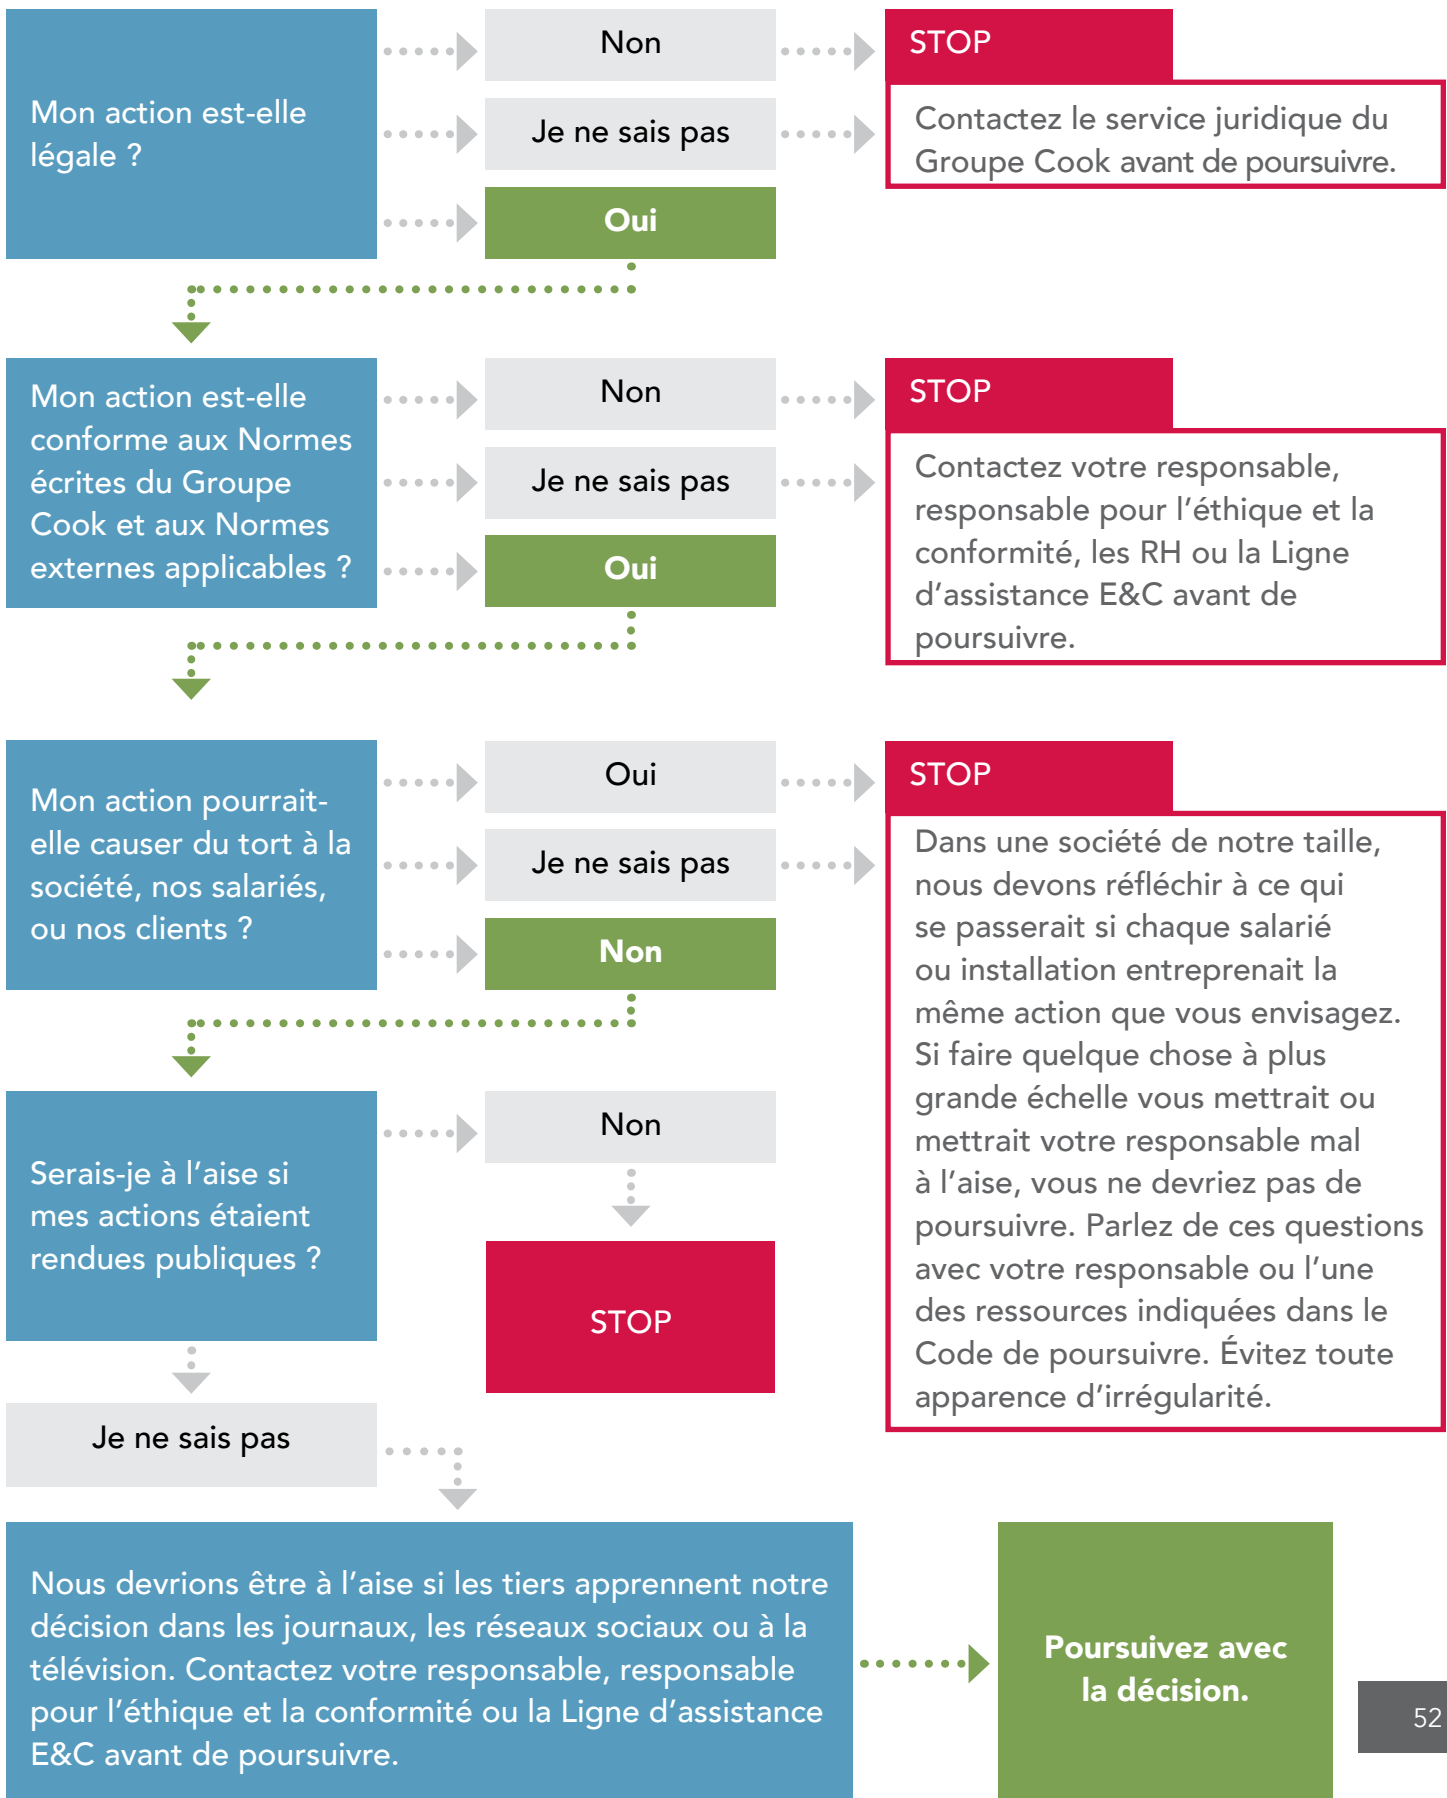 Mon action est-elle
légale ?
Non
Je ne sais pas
Oui
STOP
Contactez le service juridique du
Groupe Cook avant de poursuivre.
Mon action est-elle
conforme aux Normes
écrites du Groupe
Cook et aux Normes
externes applicables ?
Non
Je ne sais pas
Oui
STOP
Contactez votre responsable,
responsable pour l’éthique et la
conformité, les RH ou la Ligne
d’assistance E&C avant de
poursuivre.
Mon action pourrait-
elle causer du tort à la
société, nos salariés,
ou nos clients ?
Oui
Je ne sais pas
Non
STOP
Dans une société de notre taille,
nous devons réfléchir à ce qui
se passerait si chaque salarié
ou installation entreprenait la
même action que vous envisagez.
Si faire quelque chose à plus
grande échelle vous mettrait ou
mettrait votre responsable mal
à l’aise, vous ne devriez pas de
poursuivre. Parlez de ces questions
avec votre responsable ou l’une
des ressources indiquées dans le
Code de poursuivre. Évitez toute
apparence d’irrégularité.
Serais-je à l’aise si
mes actions étaient
rendues publiques ?
Non
STOP
Je ne sais pas
Nous devrions être à l’aise si les tiers apprennent notre
décision dans les journaux, les réseaux sociaux ou à la
télévision. Contactez votre responsable, responsable
pour l’éthique et la conformité ou la Ligne d’assistance
E&C avant de poursuivre.
Poursuivez avec
la décision.
52